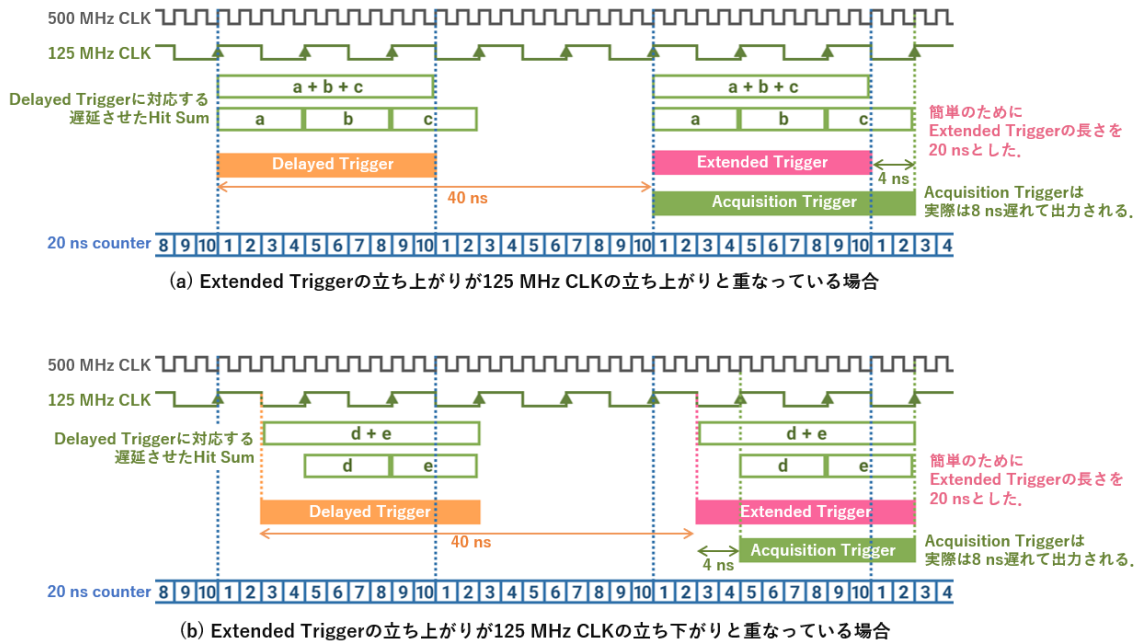 500 MHz CLK
125 MHz CLK
a + b + c
a + b + c
Delayed Triggerに対応する
遅延させたHit Sum
a b c
a b c
簡単のために
Extended Triggerの長さを
20 nsとした.
Delayed Trigger
Extended Trigger
4 ns
40 ns
Acquisition Trigger
Acquisition Triggerは
実際は8 ns遅れて出力される.
20 ns counter 8 9 10 1 2 3 4 5 6 7 8 9 10 1 2 3 4 5 6 7 8 9 10 1 2 3 4 5 6 7 8 9 10 1 2 3 4
(a) Extended Triggerの立ち上がりが125 MHz CLKの立ち上がりと重なっている場合
500 MHz CLK
125 MHz CLK
d + e
d + e
Delayed Triggerに対応する
遅延させたHit Sum
d e
d e
簡単のために
Extended Triggerの長さを
20 nsとした.
Delayed Trigger
Extended Trigger
40 ns
4 ns
Acquisition Trigger
Acquisition Triggerは
実際は8 ns遅れて出力される.
20 ns counter 8 9 10 1 2 3 4 5 6 7 8 9 10 1 2 3 4 5 6 7 8 9 10 1 2 3 4 5 6 7 8 9 10 1 2 3 4
(b) Extended Triggerの立ち上がりが125 MHz CLKの立ち下がりと重なっている場合